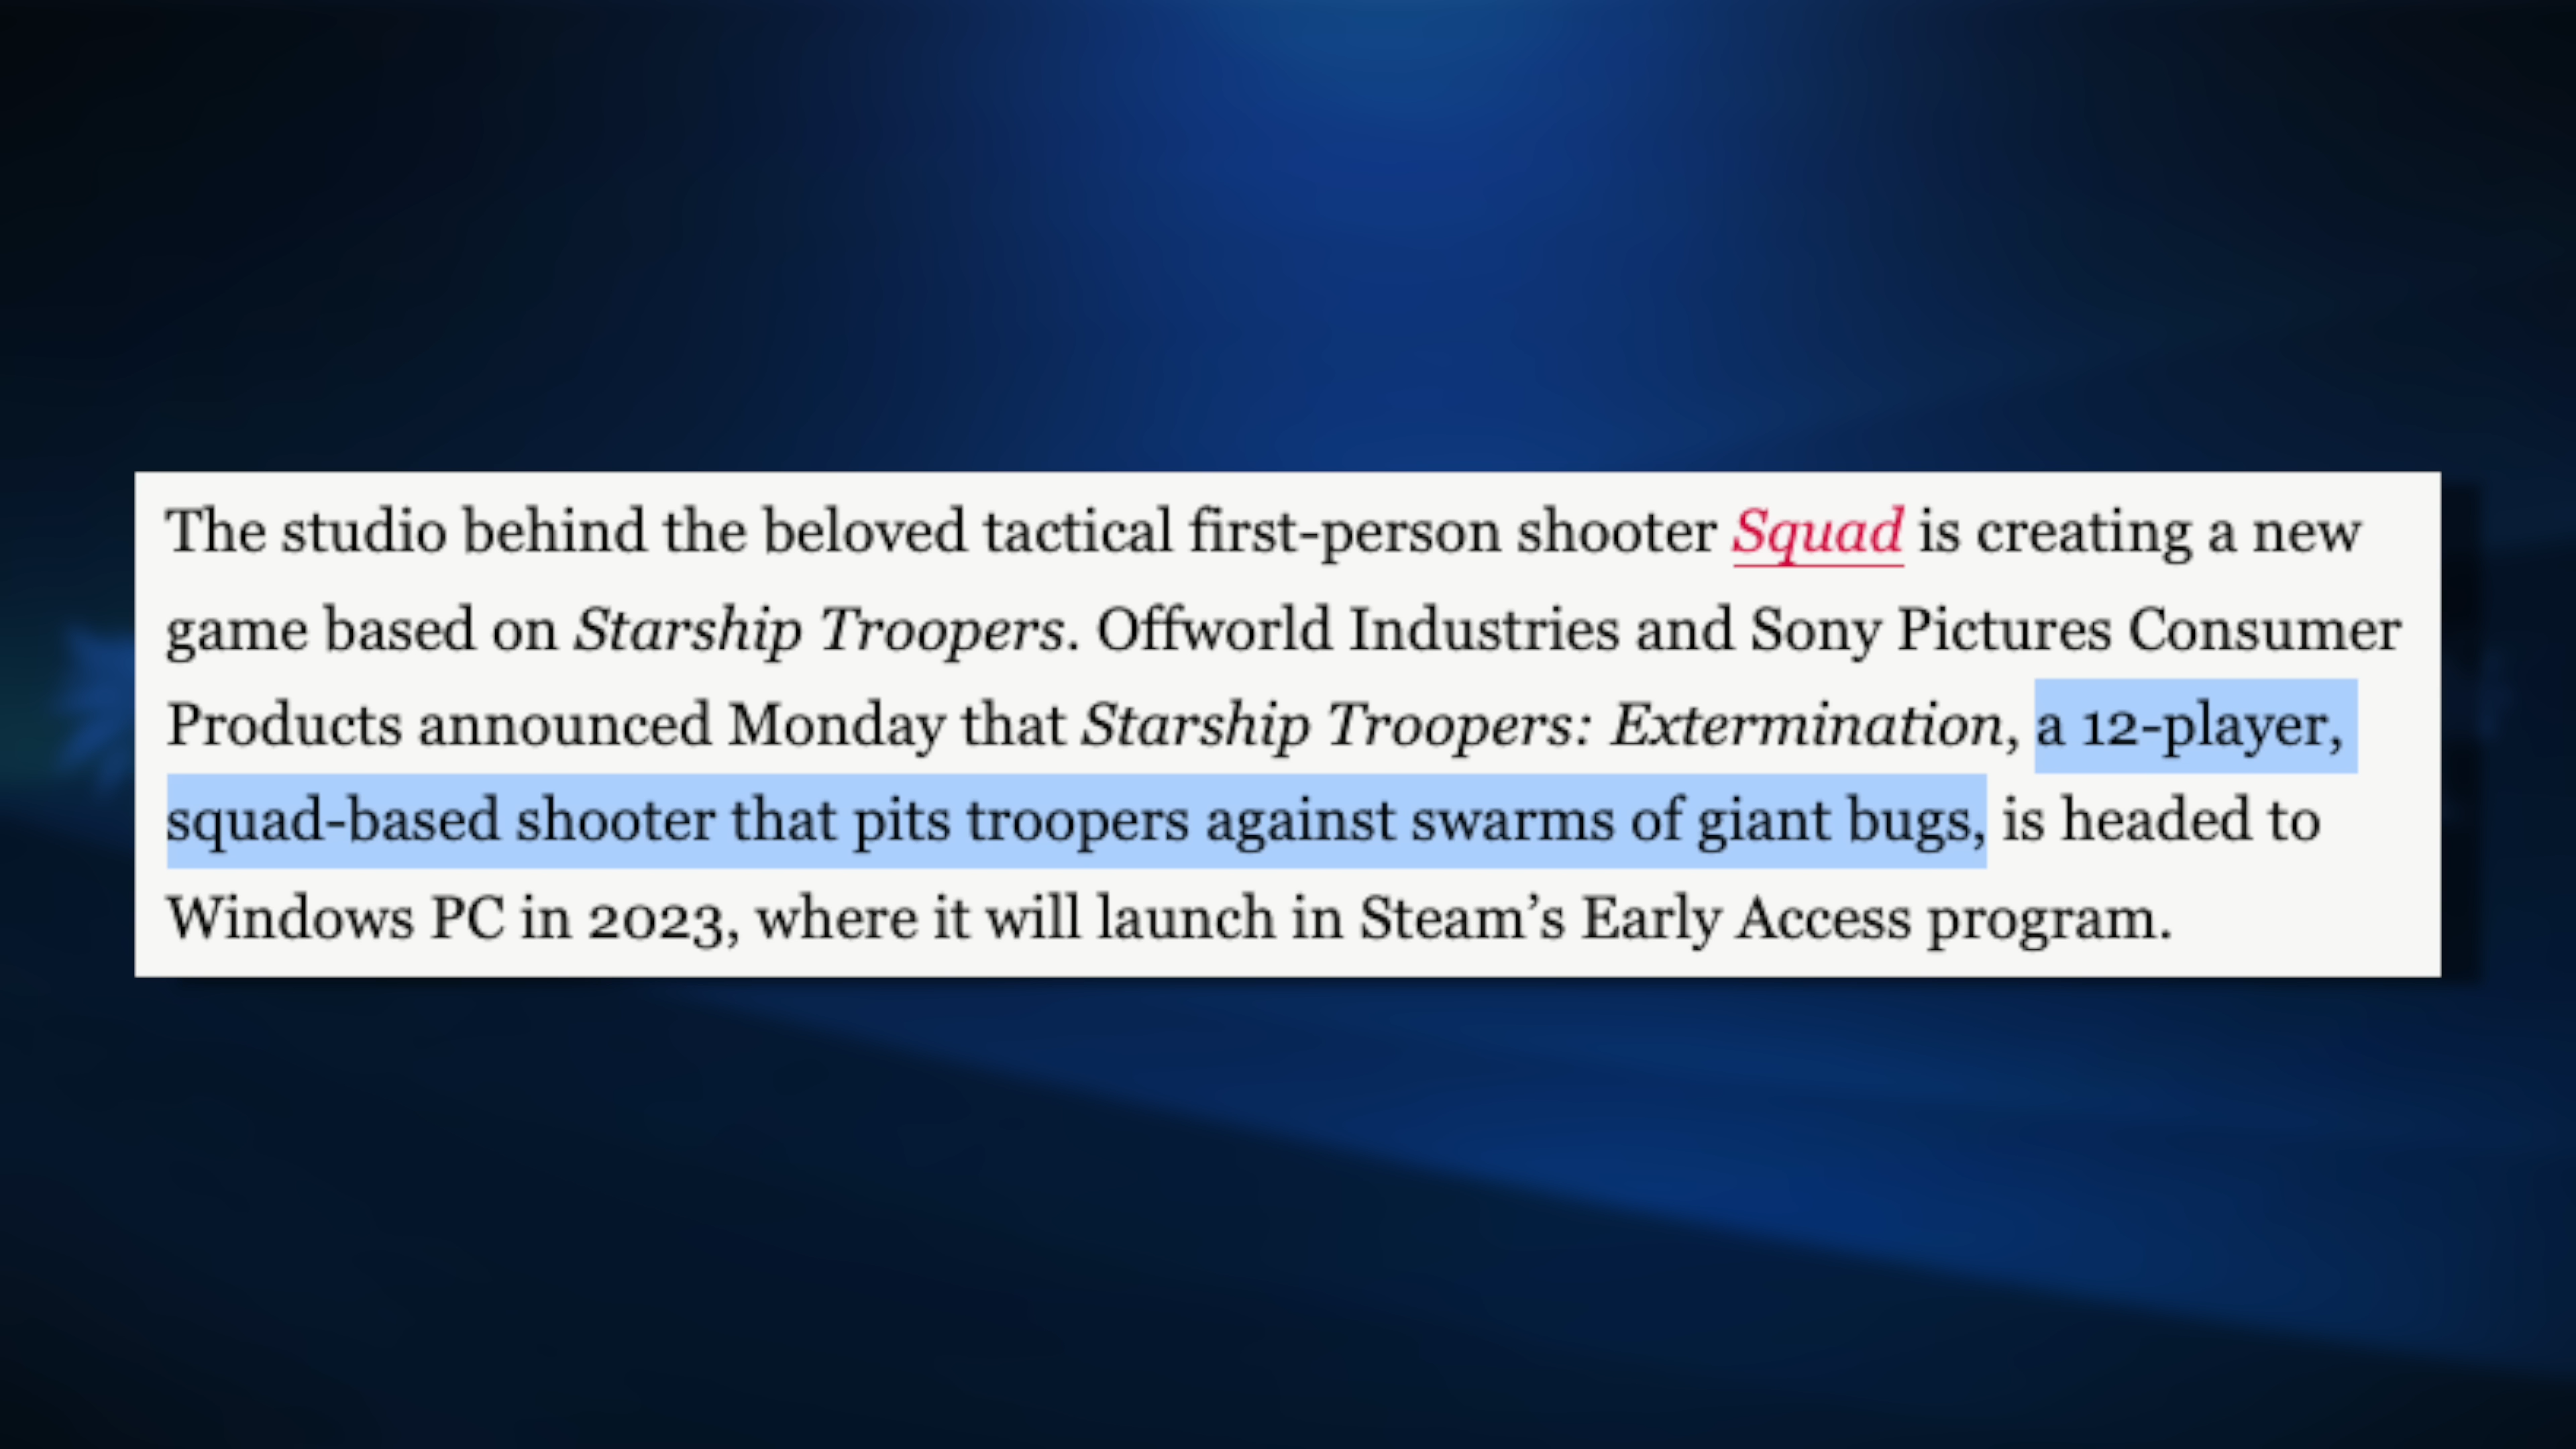 The studio behind the beloved tactical first-person shooter Squad is creating a new
game based on Starship Troopers. Offworld Industries and Sony Pictures Consumer
Products announced Monday that Starship Troopers: Extermination, a 12-player,
squad-based shooter that pits troopers against swarms of giant bugs, is headed to
Windows PC in 2023, where it will launch in Steam’s Early Access program.